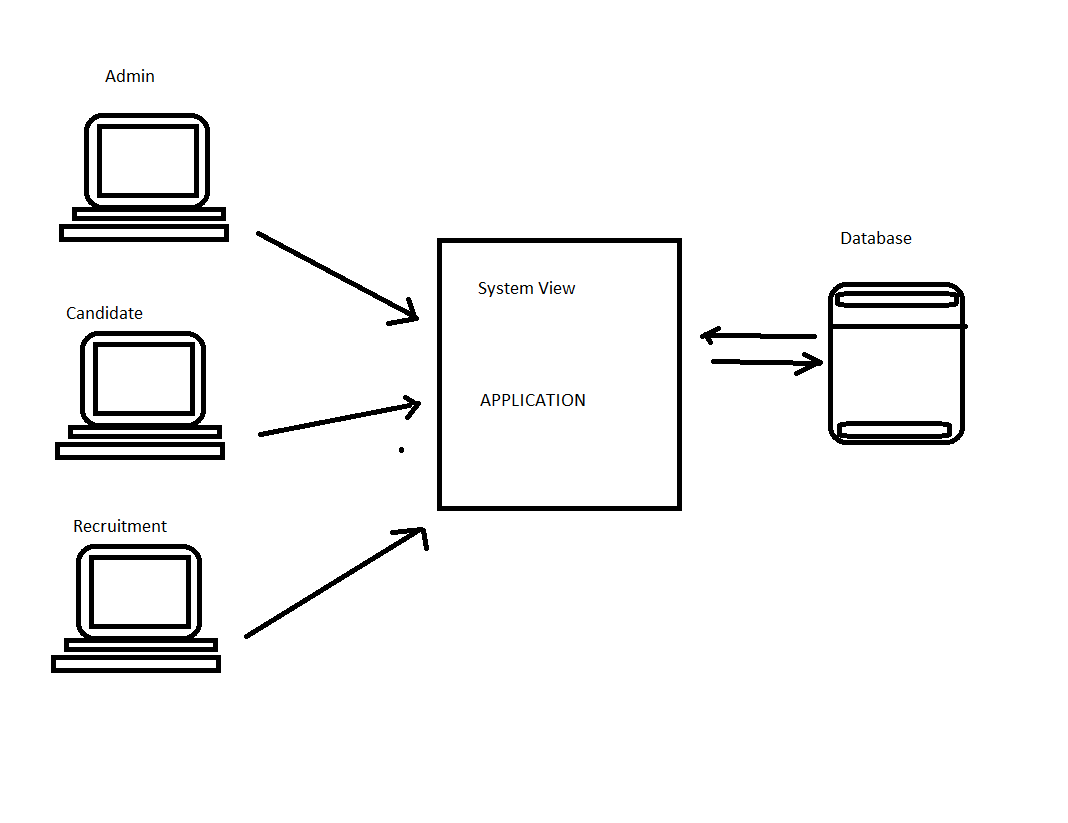 Admin
Candidate
Recruitment
System View
APPLICATION
Database